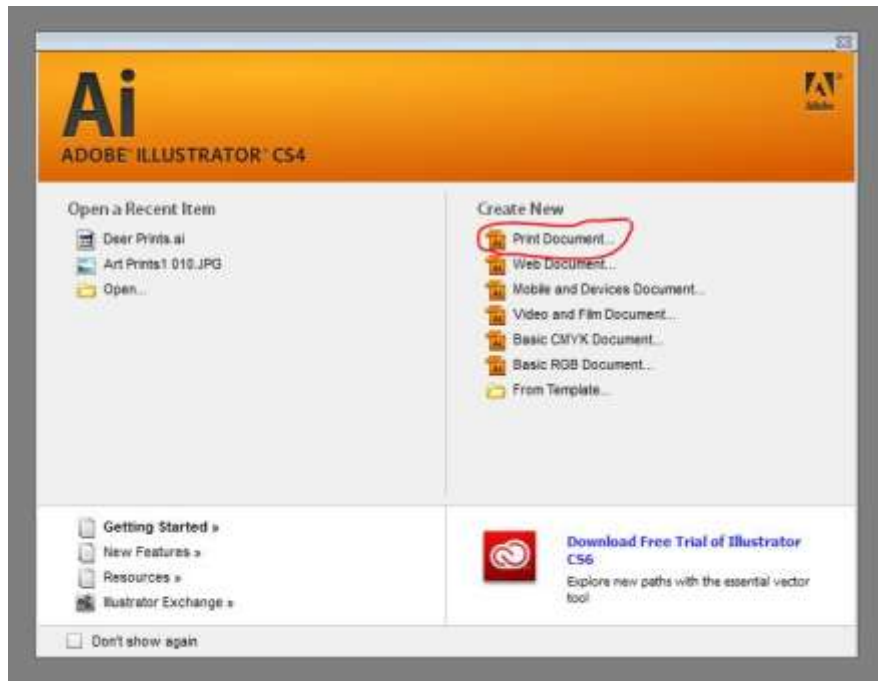 Ai
Adobe
ADOBE® ILLUSTRATOR® CS4
Open a Recent Item
Deer Prints.ai
Art Prints1 010.JPG
Open...
Create New
Print Document...
Web Document...
Mobile and Devices Document...
Video and Film Document...
Basic CMYK Document...
Basic RGB Document...
From Template...
Getting Started »
New Features »
Resources »
Illustrator Exchange »
Download Free Trial of Illustrator
CS6
Explore new paths with the essential vector
tool
Don't show again